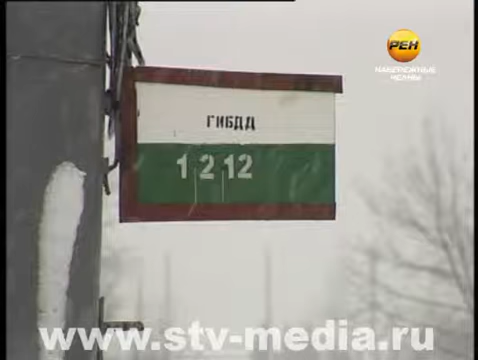 РЕН
НАБЕРЕЖНЫЕ
ЧЕЛНЫ
ГИБДД
1 2 12
www.stv-media.ru